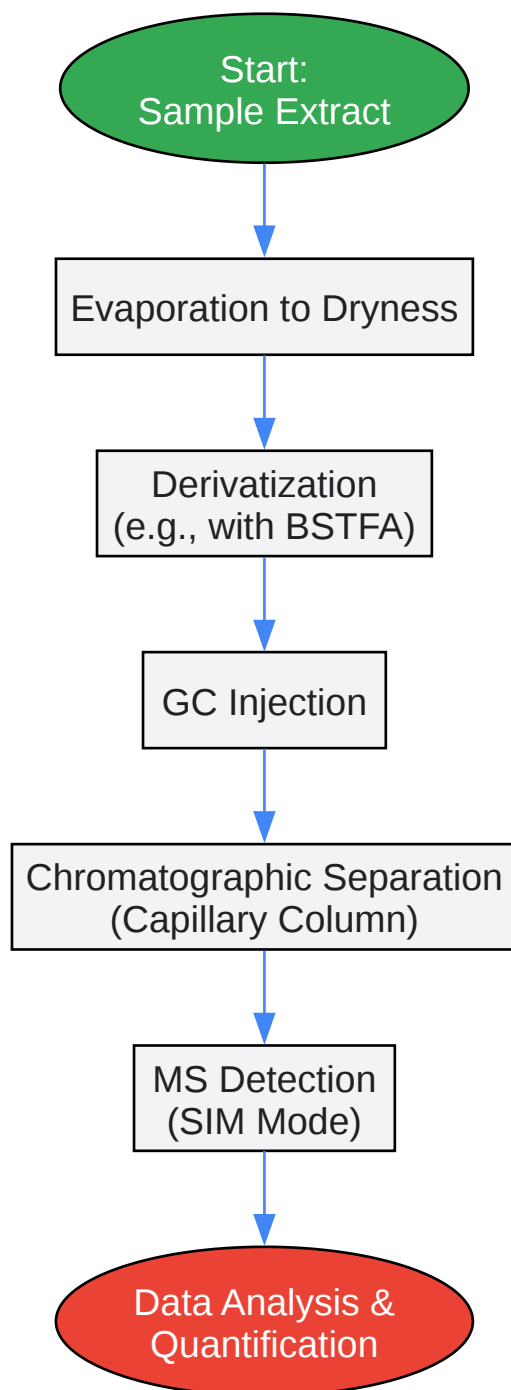 Start:
Sample Extract
Evaporation to Dryness
Derivatization
(e.g., with BSTFA)
GC Injection
Chromatographic Separation
(Capillary Column)
MS Detection
(SIM Mode)
Data Analysis &
Quantification